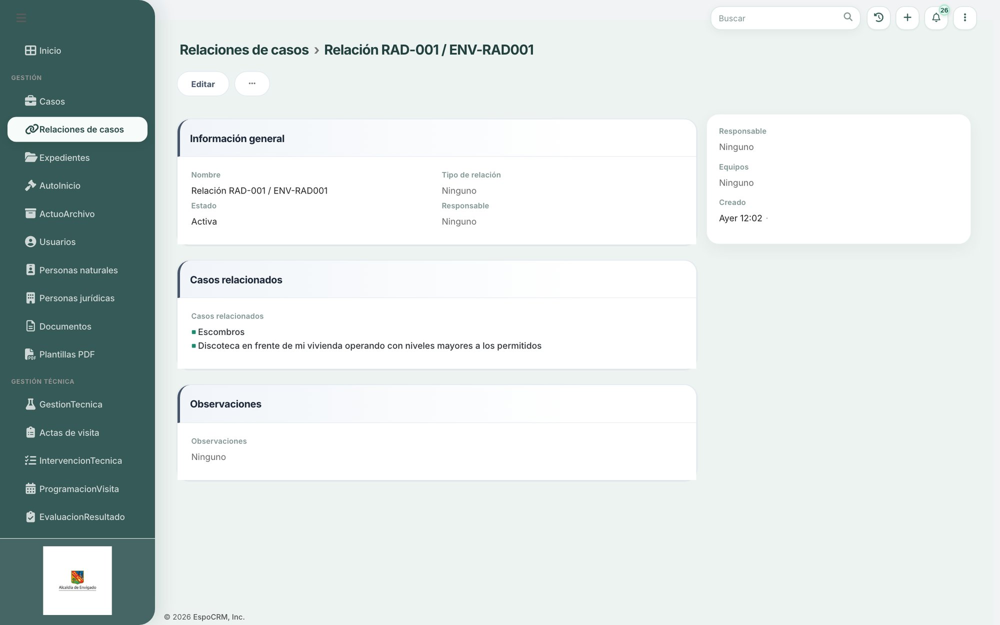 Buscar
26
Inicio
GESTIÓN
Casos
Relaciones de casos
Expedientes
AutoInicio
ActuoArchivo
Usuarios
Personas naturales
Personas jurídicas
Documentos
PDF
Plantillas PDF
GESTIÓN TÉCNICA
GestionTecnica
Actas de visita
IntervencionTecnica
ProgramacionVisita
EvaluacionResultado
Alcaldía de Envigado
Relaciones de casos › Relación RAD-001 / ENV-RAD001
Editar
Información general
Nombre
Relación RAD-001 / ENV-RAD001
Tipo de relación
Ninguno
Estado
Activa
Responsable
Ninguno
Casos relacionados
Casos relacionados
Escombros
Discoteca en frente de mi vivienda operando con niveles mayores a los permitidos
Observaciones
Observaciones
Ninguno
Responsable
Ninguno
Equipos
Ninguno
Creado
Ayer 12:02 ·
© 2026 EspoCRM, Inc.